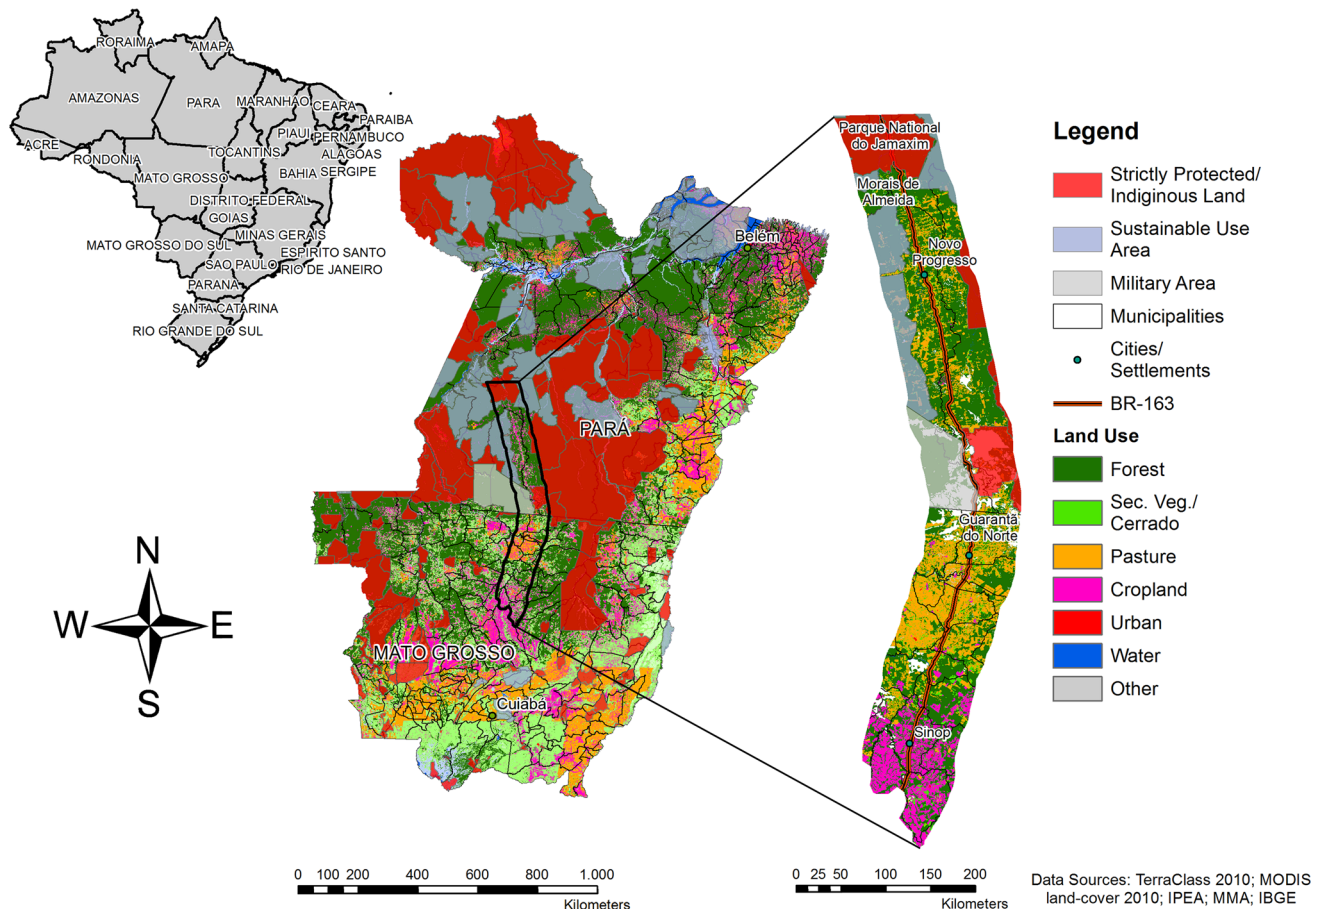 RORAIMA
AMAPA
AMAZONAS
PARA
MARANHAO
CEARA
PARAIBA
PIAUI
PERNAMBUCO
ACRE
RONDONIA
TOCANTINS
ALAGOAS
MATO GROSSO
BAHIA
SERGIPE
DISTRITO FEDERAL
GOIAS
MINAS GERAIS
MATO GROSSO DO SUL
ESPIRITO SANTO
SAO PAULO
RIO DE JANEIRO
PARANA
SANTA CATARINA
RIO GRANDE DO SUL
N
W
E
S
Belém
PARÁ
MATO GROSSO
Cuiabá
0 100 200 400 600 800 1.000
Kilometers
Parque National
do Jamaxim
Morais de
Almeida
Novo
Progresso
Guarantã
do Norte
Sinop
0 25 50 100 150 200
Kilometers
Legend
Strictly Protected/
Indiginous Land
Sustainable Use
Area
Military Area
Municipalities
Cities/
Settlements
BR-163
Land Use
Forest
Sec. Veg./
Cerrado
Pasture
Cropland
Urban
Water
Other
Data Sources: TerraClass 2010; MODIS
land-cover 2010; IPEA; MMA; IBGE